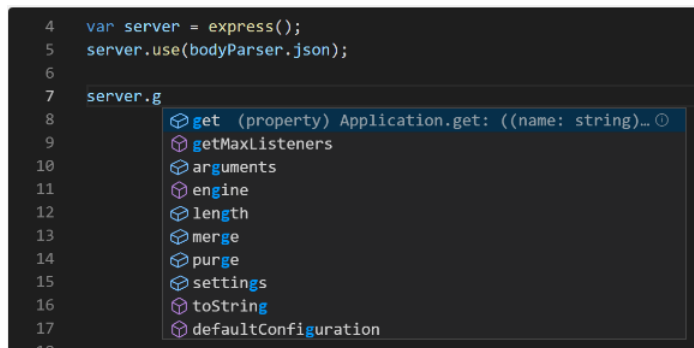 4 var server = express();
5 server.use(bodyParser.json);
6
7 server.g
8 get (property) Application.get: ((name: string)…
9 getMaxListeners
10 arguments
11 engine
12 length
13 merge
14 purge
15 settings
16 toString
17 defaultConfiguration